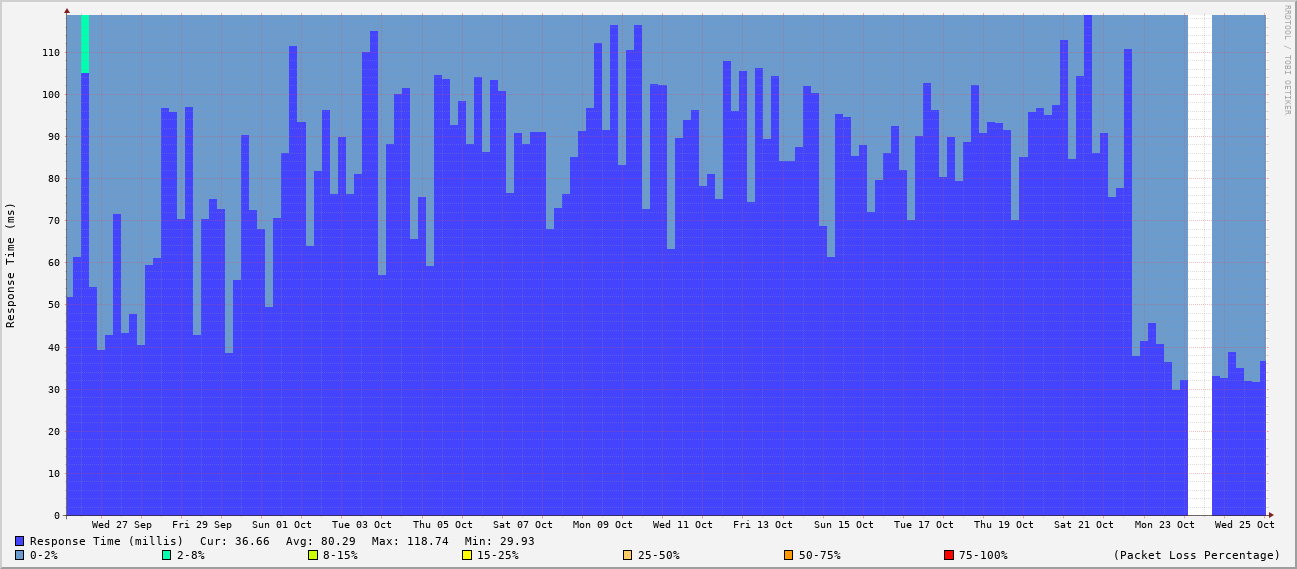 RRDTOOL / TOBI OETIKER
Response Time (ms)
110
100
90
80
70
60
50
40
30
20
10
0
Wed 27 Sep Fri 29 Sep Sun 01 Oct Tue 03 Oct Thu 05 Oct Sat 07 Oct Mon 09 Oct Wed 11 Oct Fri 13 Oct Sun 15 Oct Tue 17 Oct Thu 19 Oct Sat 21 Oct Mon 23 Oct Wed 25 Oct
Response Time (millis) Cur: 36.66 Avg: 80.29 Max: 118.74 Min: 29.93
0-2% 2-8% 8-15% 15-25% 25-50% 50-75% 75-100% (Packet Loss Percentage)